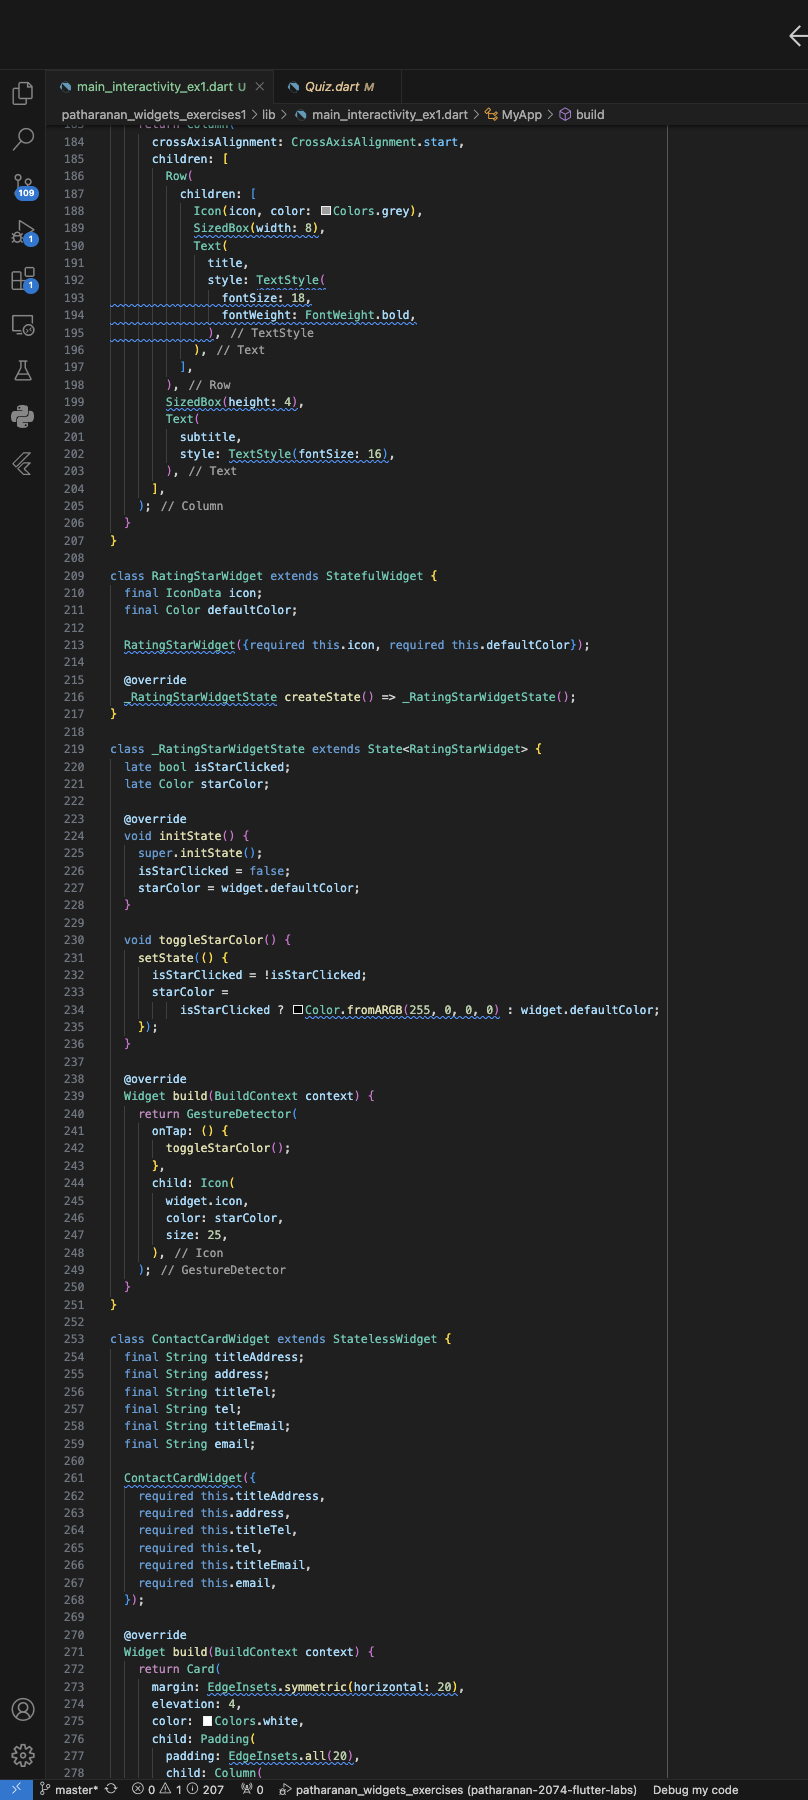 main_interactivity_ex1.dart U
Quiz.dart M
patharanan_widgets_exercises1 > lib > main_interactivity_ex1.dart > MyApp > build
183 return Column(
184 crossAxisAlignment: CrossAxisAlignment.start,
185 children: [
186 Row(
187 children: [
188 Icon(icon, color: Colors.grey),
189 SizedBox(width: 8),
190 Text(
191 title,
192 style: TextStyle(
193 fontSize: 18,
194 fontWeight: FontWeight.bold,
195 ), // TextStyle
196 ), // Text
197 ],
198 ), // Row
199 SizedBox(height: 4),
200 Text(
201 subtitle,
202 style: TextStyle(fontSize: 16),
203 ), // Text
204 ],
205 ); // Column
206 }
207 }
208
209 class RatingStarWidget extends StatefulWidget {
210 final IconData icon;
211 final Color defaultColor;
212
213 RatingStarWidget({required this.icon, required this.defaultColor});
214
215 @override
216 _RatingStarWidgetState createState() => _RatingStarWidgetState();
217 }
218
219 class _RatingStarWidgetState extends State<RatingStarWidget> {
220 late bool isStarClicked;
221 late Color starColor;
222
223 @override
224 void initState() {
225 super.initState();
226 isStarClicked = false;
227 starColor = widget.defaultColor;
228 }
229
230 void toggleStarColor() {
231 setState(() {
232 isStarClicked = !isStarClicked;
233 starColor =
234 isStarClicked ? Color.fromARGB(255, 0, 0, 0) : widget.defaultColor;
235 });
236 }
237
238 @override
239 Widget build(BuildContext context) {
240 return GestureDetector(
241 onTap: () {
242 toggleStarColor();
243 },
244 child: Icon(
245 widget.icon,
246 color: starColor,
247 size: 25,
248 ), // Icon
249 ); // GestureDetector
250 }
251 }
252
253 class ContactCardWidget extends StatelessWidget {
254 final String titleAddress;
255 final String address;
256 final String titleTel;
257 final String tel;
258 final String titleEmail;
259 final String email;
260
261 ContactCardWidget({
262 required this.titleAddress,
263 required this.address,
264 required this.titleTel,
265 required this.tel,
266 required this.titleEmail,
267 required this.email,
268 });
269
270 @override
271 Widget build(BuildContext context) {
272 return Card(
273 margin: EdgeInsets.symmetric(horizontal: 20),
274 elevation: 4,
275 color: Colors.white,
276 child: Padding(
277 padding: EdgeInsets.all(20),
278 child: Column(
109
1
1
master* 0 1 207 0 patharanan_widgets_exercises (patharanan-2074-flutter-labs) Debug my code